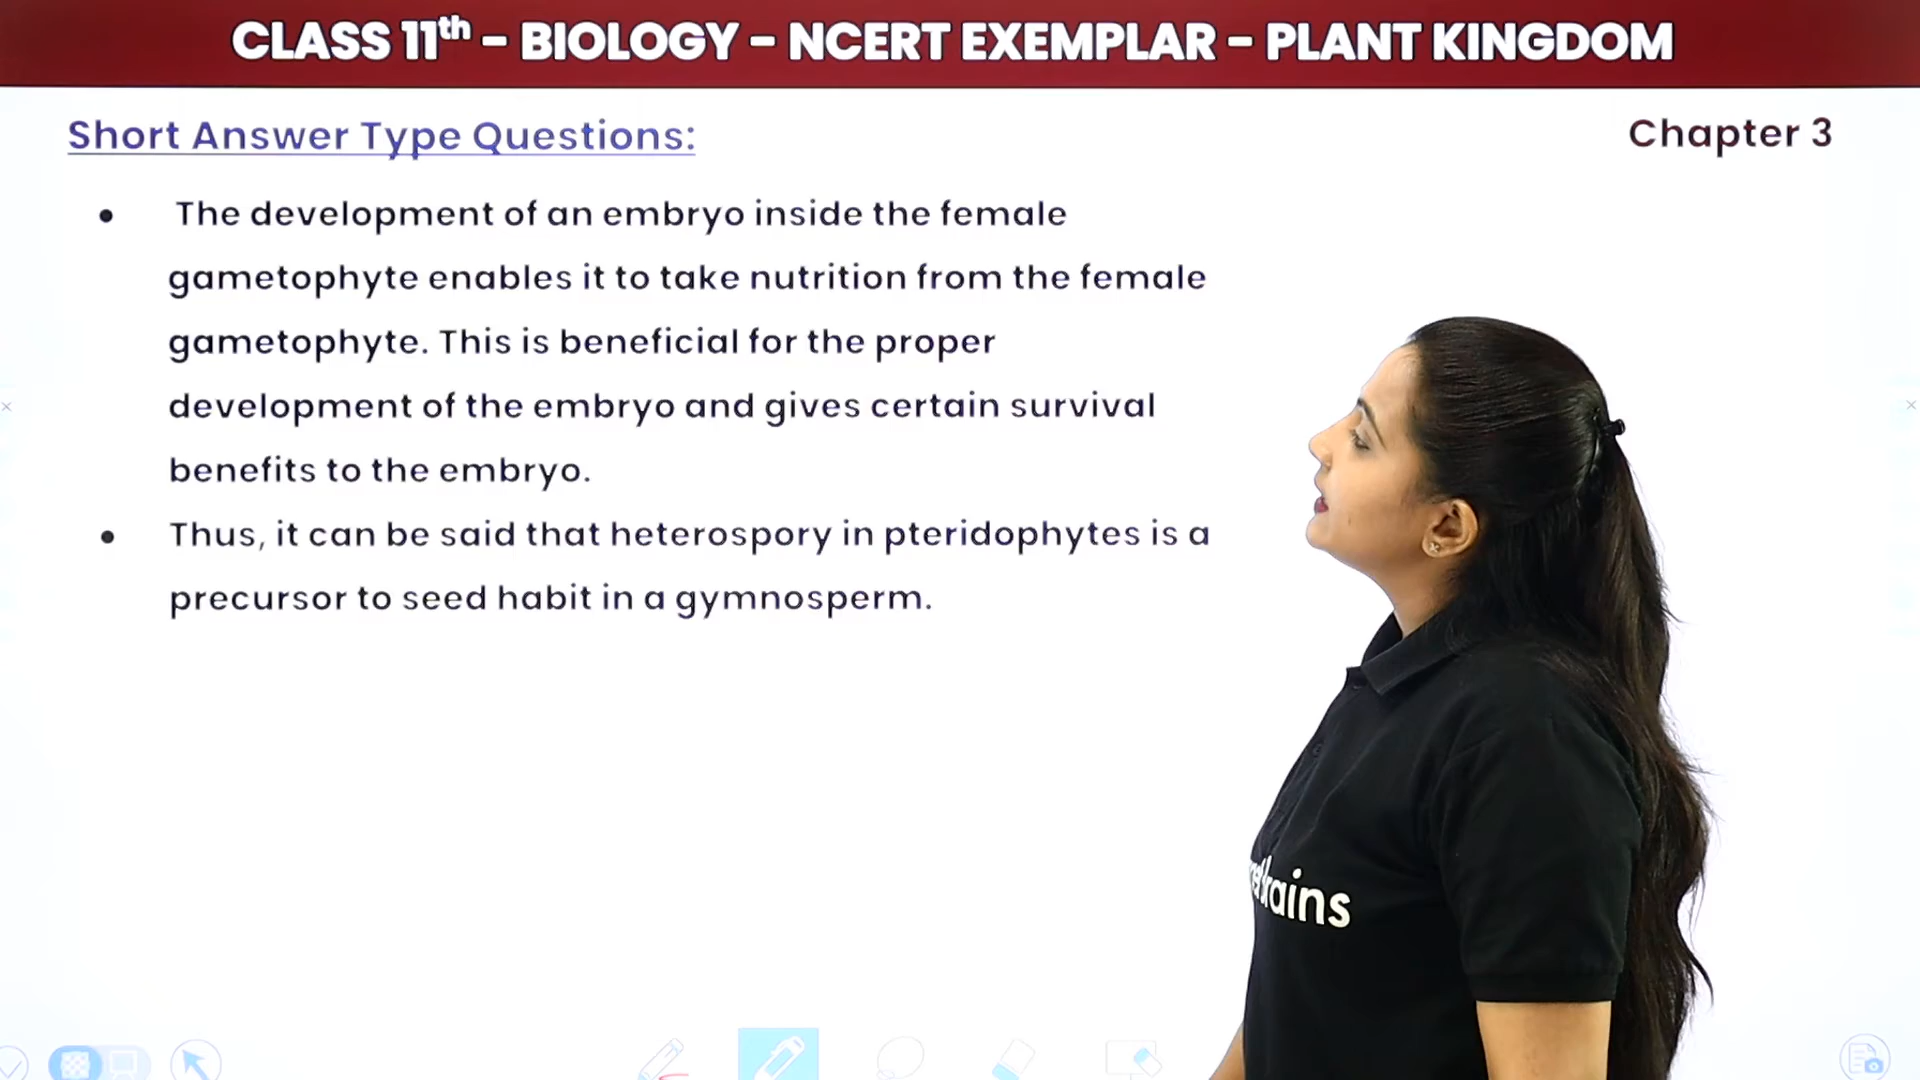 CLASS 11th – BIOLOGY – NCERT EXEMPLAR – PLANT KINGDOM
Short Answer Type Questions:
Chapter 3
• The development of an embryo inside the female
gametophyte enables it to take nutrition from the female
gametophyte. This is beneficial for the proper
development of the embryo and gives certain survival
benefits to the embryo.
• Thus, it can be said that heterospory in pteridophytes is a
precursor to seed habit in a gymnosperm.